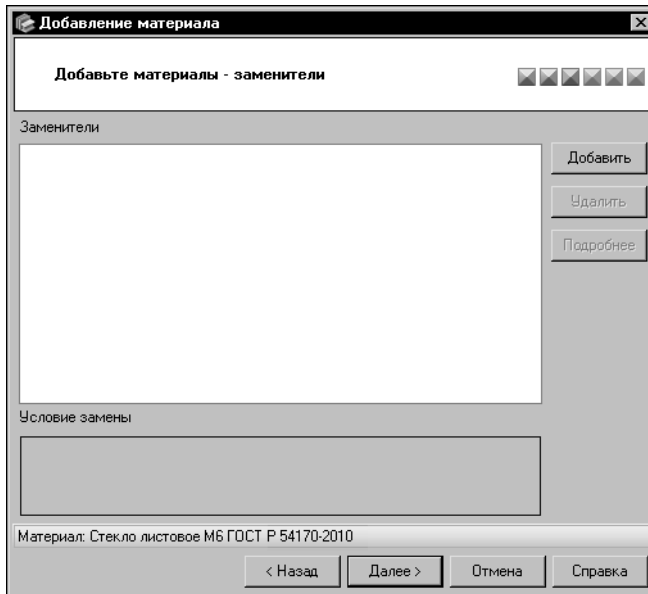 Добавление материала
Добавьте материалы - заменители
Заменители
Добавить
Удалить
Подробнее
Условие замены
Материал: Стекло листовое М6 ГОСТ Р 54170-2010
< Назад Далее > Отмена Справка